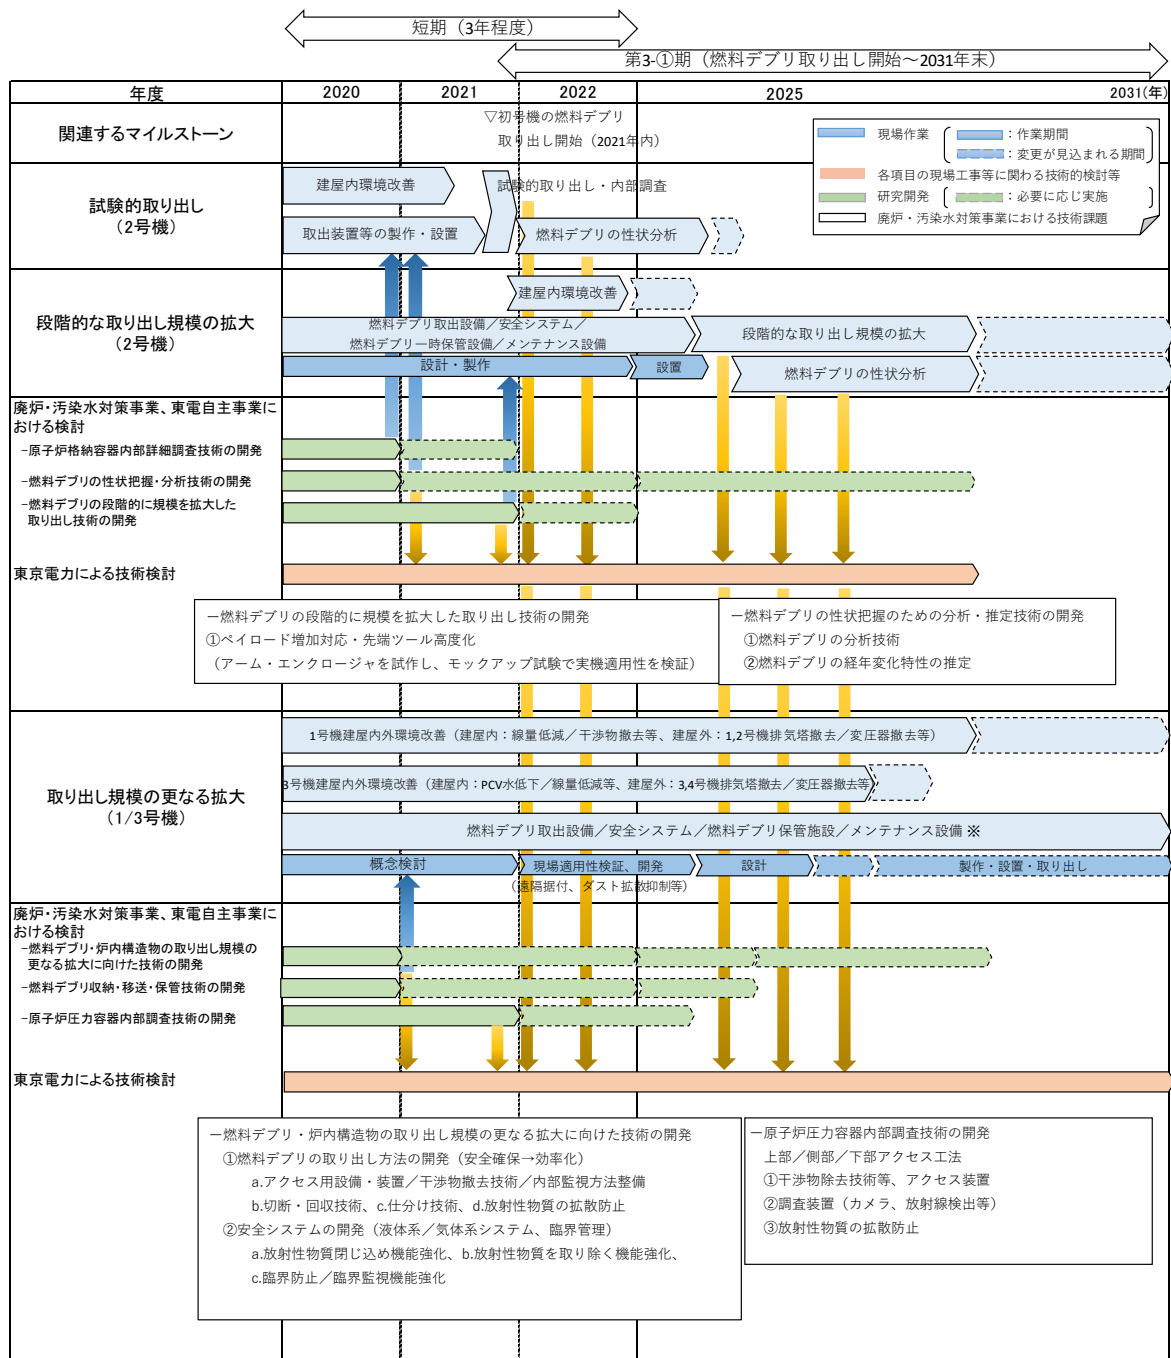 短期（3年程度）
第3-①期（燃料デブリ取り出し開始～2031年末）
年度
2020
2021
2022
2025
2031(年)
関連するマイルストーン
▽初号機の燃料デブリ
取り出し開始（2021年内）
現場作業
：作業期間
：変更が見込まれる期間
各項目の現場工事等に関わる技術的検討等
研究開発
：必要に応じ実施
廃炉・汚染水対策事業における技術課題
試験的取り出し
（2号機）
建屋内環境改善
試験的取り出し・内部調査
取出装置等の製作・設置
燃料デブリの性状分析
段階的な取り出し規模の拡大
（2号機）
建屋内環境改善
燃料デブリ取出設備／安全システム／
燃料デブリ一時保管設備／メンテナンス設備
段階的な取り出し規模の拡大
設計・製作
設置
燃料デブリの性状分析
廃炉・汚染水対策事業、東電自主事業に
おける検討
－原子炉格納容器内部詳細調査技術の開発
－燃料デブリの性状把握・分析技術の開発
－燃料デブリの段階的に規模を拡大した
取り出し技術の開発
東京電力による技術検討
―燃料デブリの段階的に規模を拡大した取り出し技術の開発
①ペイロード増加対応・先端ツール高度化
（アーム・エンクロージャを試作し、モックアップ試験で実機適用性を検証）
―燃料デブリの性状把握のための分析・推定技術の開発
①燃料デブリの分析技術
②燃料デブリの経年変化特性の推定
取り出し規模の更なる拡大
（1/3号機）
1号機建屋内外環境改善（建屋内：線量低減／干渉物撤去等、建屋外：1,2号機排気塔撤去／変圧器撤去等）
3号機建屋内外環境改善（建屋内：PCV水低下／線量低減等、建屋外：3,4号機排気塔撤去／変圧器撤去等）
燃料デブリ取出設備／安全システム／燃料デブリ保管施設／メンテナンス設備 ※
概念検討
現場適用性検証、開発
設計
製作・設置・取り出し
（遠隔据付、ダスト拡散抑制等）
廃炉・汚染水対策事業、東電自主事業に
おける検討
－燃料デブリ・炉内構造物の取り出し規模の
更なる拡大に向けた技術の開発
－燃料デブリ収納・移送・保管技術の開発
－原子炉圧力容器内部調査技術の開発
東京電力による技術検討
―燃料デブリ・炉内構造物の取り出し規模の更なる拡大に向けた技術の開発
①燃料デブリの取り出し方法の開発（安全確保→効率化）
a.アクセス用設備・装置／干渉物撤去技術／内部監視方法整備
b.切断・回収技術、c.仕分け技術、d.放射性物質の拡散防止
②安全システムの開発（液体系／気体系システム、臨界管理）
a.放射性物質閉じ込め機能強化、b.放射性物質を取り除く機能強化、
c.臨界防止／臨界監視機能強化
―原子炉圧力容器内部調査技術の開発
上部／側部／下部アクセス工法
①干渉物除去技術等、アクセス装置
②調査装置（カメラ、放射線検出等）
③放射性物質の拡散防止